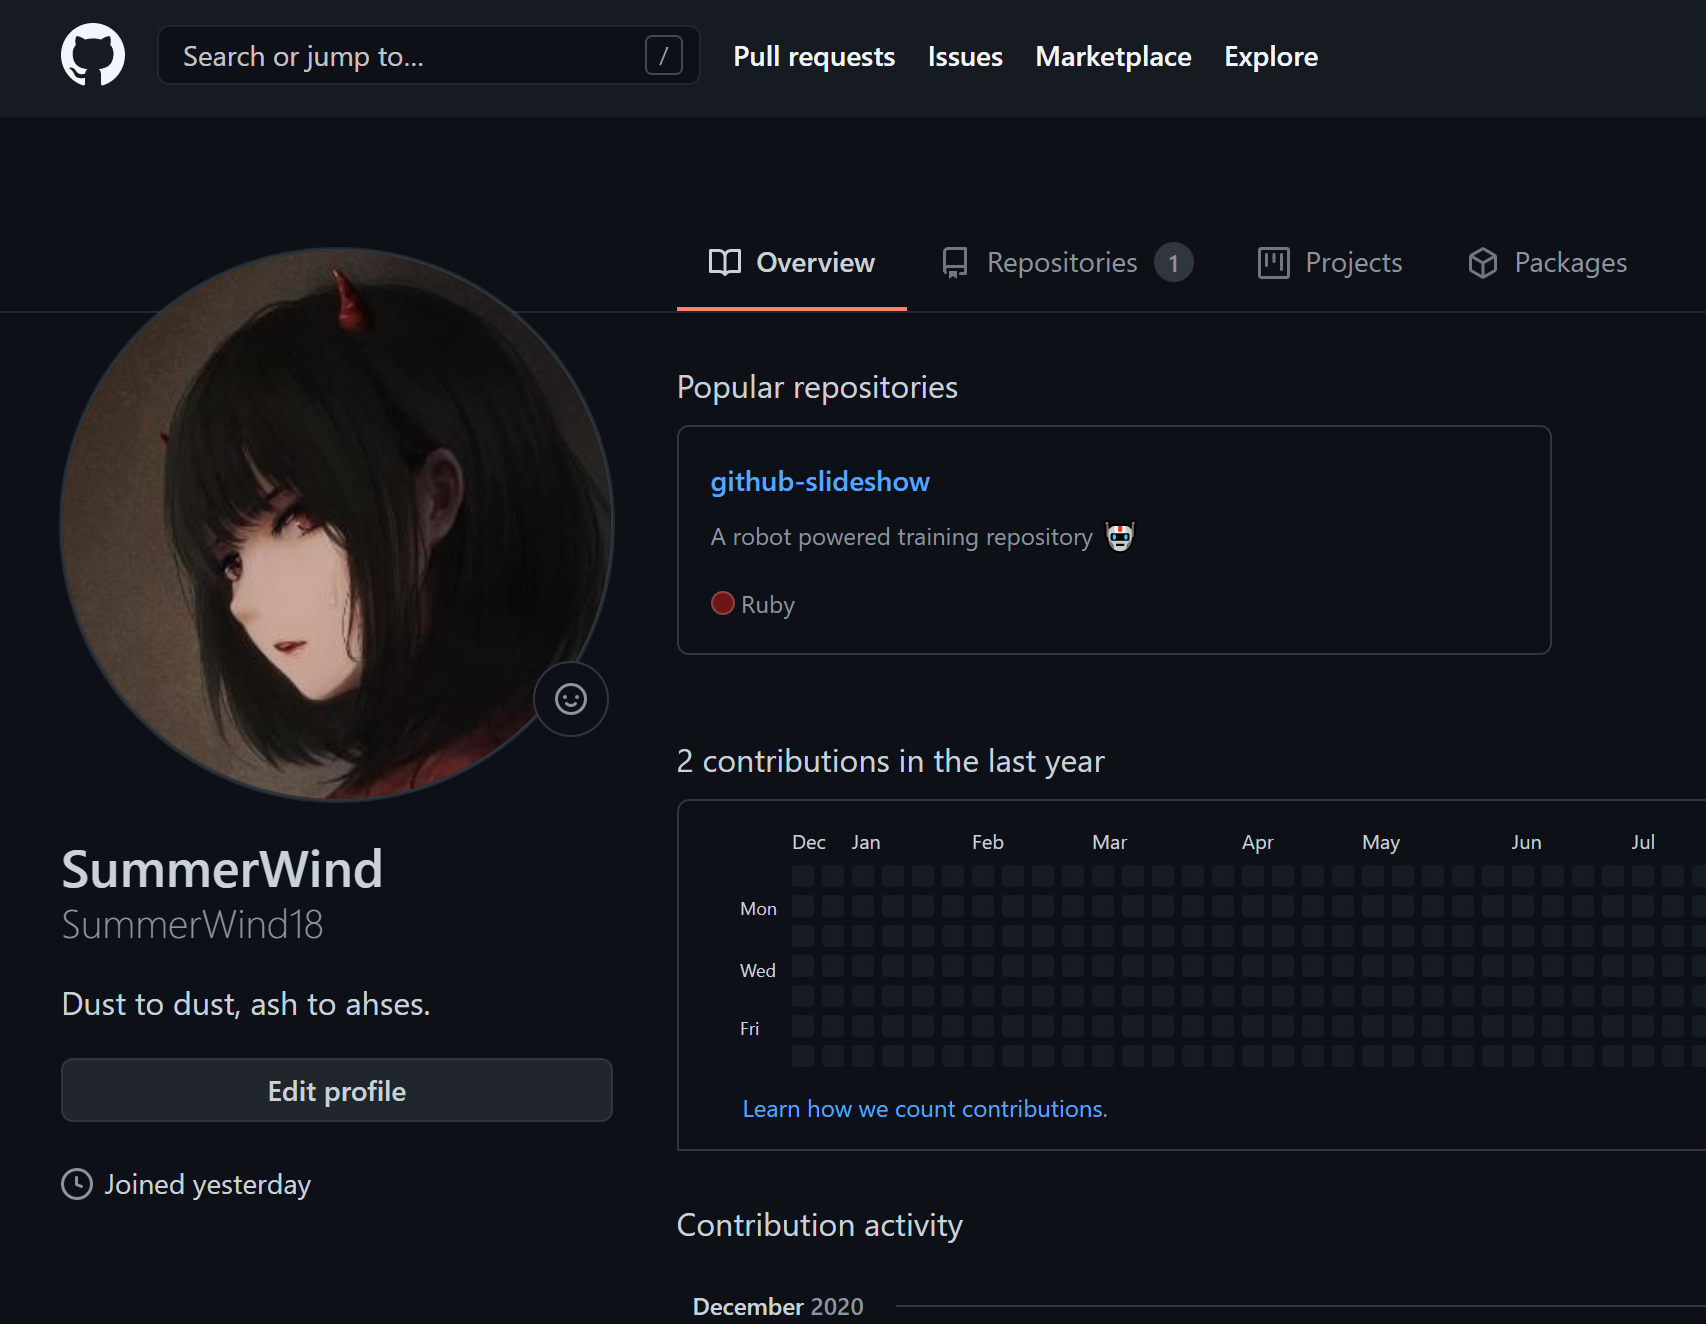 Search or jump to... /
Pull requests Issues Marketplace Explore
Overview Repositories 1 Projects Packages
SummerWind
SummerWind18
Dust to dust, ash to ahses.
Edit profile
Joined yesterday
Popular repositories
github-slideshow
A robot powered training repository
Ruby
2 contributions in the last year
Dec Jan Feb Mar Apr May Jun Jul
Mon
Wed
Fri
Learn how we count contributions.
Contribution activity
December 2020